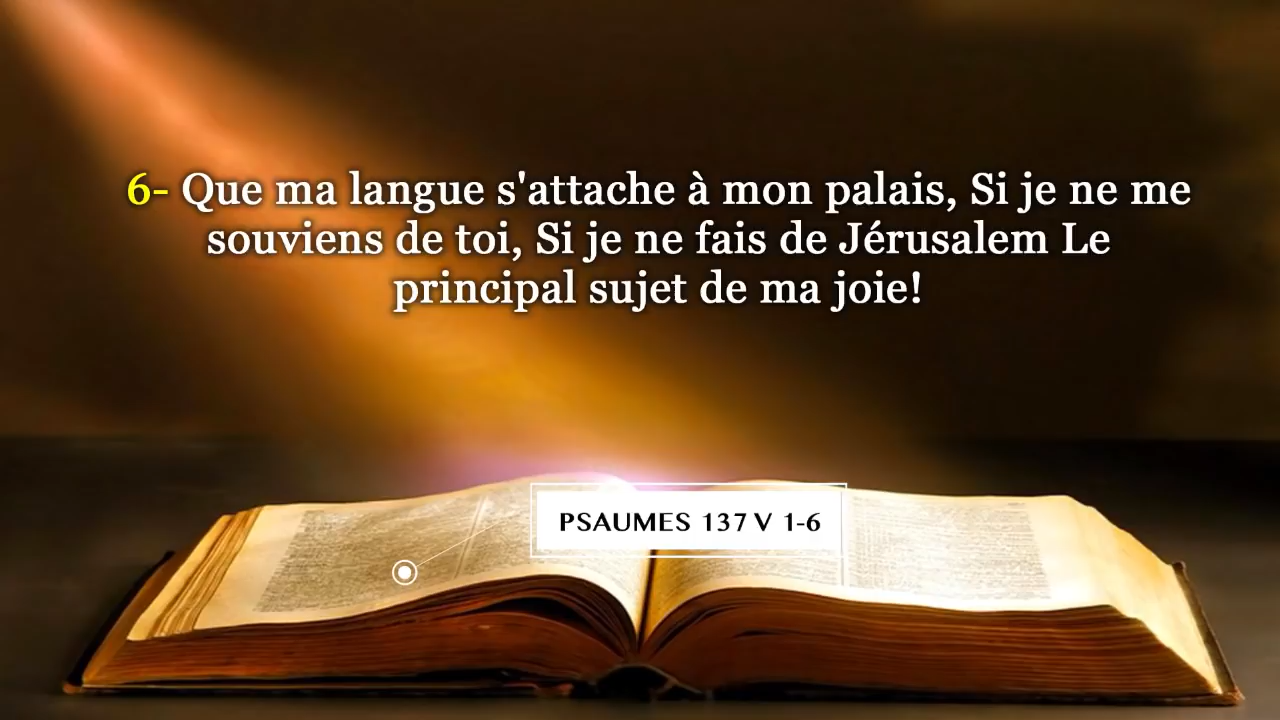 6- Que ma langue s'attache à mon palais, Si je ne me
souviens de toi, Si je ne fais de Jérusalem Le
principal sujet de ma joie!
PSAUMES 137 V 1-6